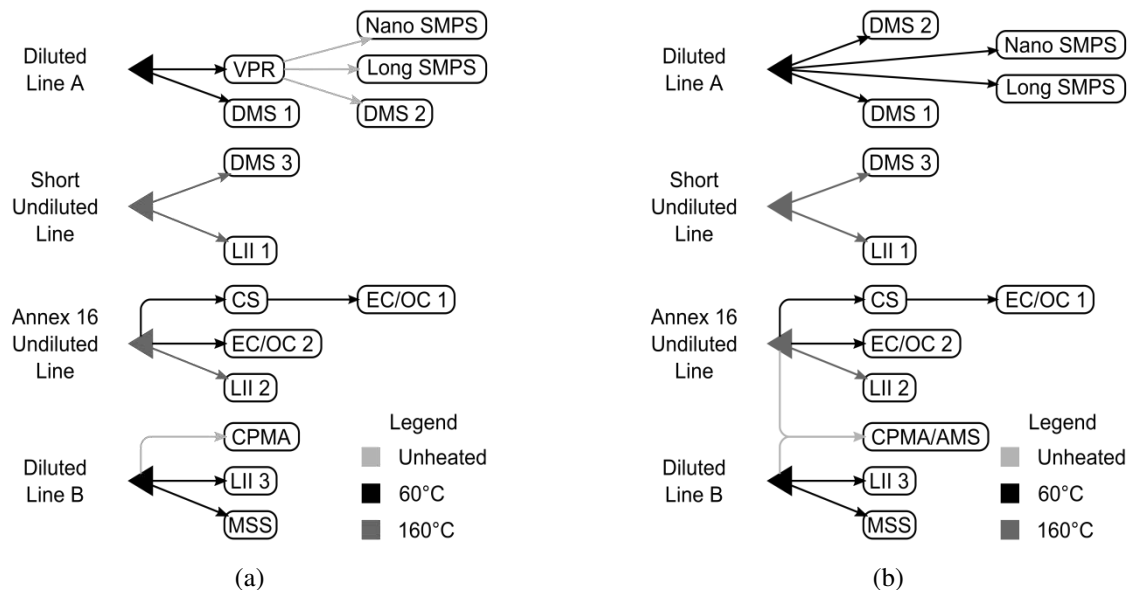 Nano SMPS
Diluted
Line A
VPR
Long SMPS
DMS 1
DMS 2
Short
Undiluted
Line
DMS 3
LII 1
Annex 16
Undiluted
Line
CS
EC/OC 1
EC/OC 2
LII 2
Diluted
Line B
CPMA
LII 3
MSS
Legend
Unheated
60°C
160°C
(a)
Diluted
Line A
DMS 2
Nano SMPS
Long SMPS
DMS 1
Short
Undiluted
Line
DMS 3
LII 1
Annex 16
Undiluted
Line
CS
EC/OC 1
EC/OC 2
LII 2
Diluted
Line B
CPMA/AMS
LII 3
MSS
Legend
Unheated
60°C
160°C
(b)